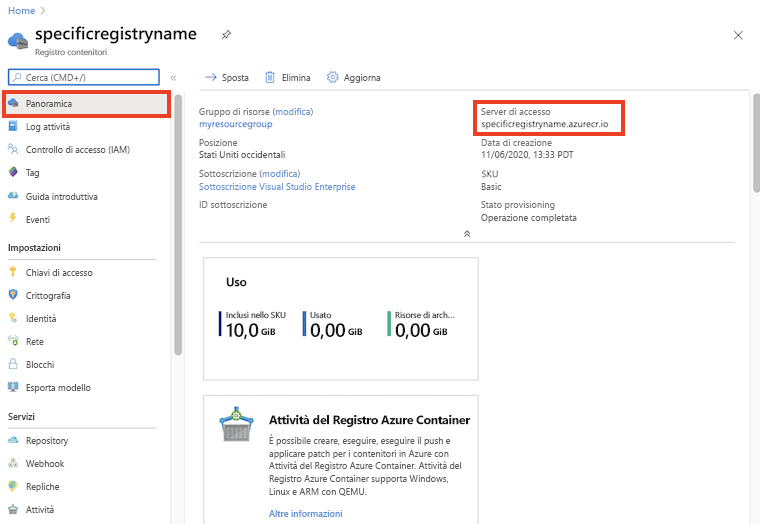 Home
specificregistryname
Registro contenitori
Cerca (CMD+/)
Panoramica
Log attività
Controllo di accesso (IAM)
Tag
Guida introduttiva
Eventi
Impostazioni
Chiavi di accesso
Crittografia
Identità
Rete
Blocchi
Esporta modello
Servizi
Repository
Webhook
Repliche
Attività
Sposta Elimina Aggiorna
Gruppo di risorse (modifica)
myresourcegroup
Posizione
Stati Uniti occidentali
Sottoscrizione (modifica)
Sottoscrizione Visual Studio Enterprise
ID sottoscrizione
Server di accesso
specificregistryname.azurecr.io
Data di creazione
11/06/2020, 13:33 PDT
SKU
Basic
Stato provisioning
Operazione completata
Uso
Inclusi nello SKU
10,0 GiB
Usato
0,00 GiB
Risorse di arch...
0,00 GiB
Attività del Registro Azure Container
È possibile creare, eseguire, eseguire il push e
applicare patch per i contenitori in Azure con
Attività del Registro Azure Container. Attività del
Registro Azure Container supporta Windows,
Linux e ARM con QEMU.
Altre informazioni